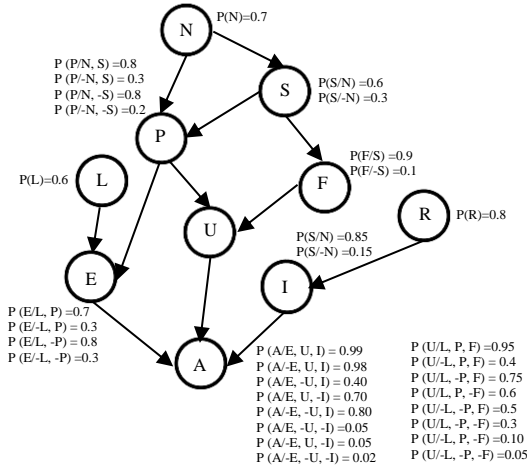 N
P(N)=0.7
P (P/N, S) = 0.8
P (P/-N, S) = 0.3
P (P/N, -S) = 0.8
P (P/-N, -S) = 0.2
S
P(S/N) = 0.6
P(S/-N) = 0.3
P
P(F/S) = 0.9
P(F/-S) = 0.1
L
P(L)=0.6
F
R
P(R)=0.8
U
P(S/N) = 0.85
P(S/-N) = 0.15
E
I
P (E/L, P) = 0.7
P (E/-L, P) = 0.3
P (E/L, -P) = 0.8
P (E/-L, -P) =0.3
A
P (A/E, U, I) = 0.99
P (A/-E, U, I) = 0.98
P (A/E, -U, I) = 0.40
P (A/E, U, -I) = 0.70
P (A/-E, -U, I) = 0.80
P (A/E, -U, -I) = 0.05
P (A/-E, U, -I) = 0.05
P (A/-E, -U, -I) = 0.02
P (U/L, P, F) = 0.95
P (U/-L, P, F) = 0.4
P (U/L, -P, F) = 0.75
P (U/L, P, -F) = 0.6
P (U/-L, -P, F) = 0.5
P (U/L, -P, -F) = 0.3
P (U/-L, P, -F) = 0.10
P (U/-L, -P, -F) = 0.05